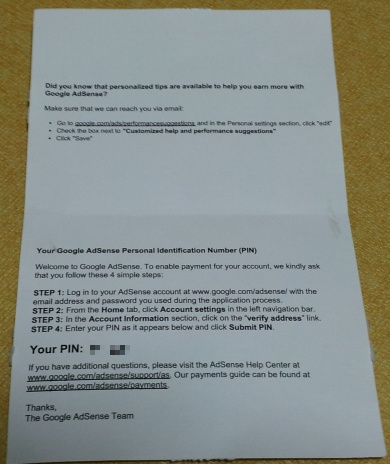 Did you know that personalized tips are available to help you earn more with
Google AdSense?
Make sure that we can reach you via email:
• Go to google.com/ads/performancesuggestions and in the Personal settings section, click "edit"
• Check the box next to "Customized help and performance suggestions"
• Click "Save"
Your Google AdSense Personal Identification Number (PIN)
Welcome to Google AdSense. To enable payment for your account, we kindly ask
that you follow these 4 simple steps:
STEP 1: Log in to your AdSense account at www.google.com/adsense/ with the
email address and password you used during the application process.
STEP 2: From the Home tab, click Account settings in the left navigation bar.
STEP 3: In the Account Information section, click on the "verify address" link.
STEP 4: Enter your PIN as it appears below and click Submit PIN.
Your PIN:
If you have additional questions, please visit the AdSense Help Center at
www.google.com/adsense/support/as. Our payments guide can be found at
www.google.com/adsense/payments.
Thanks,
The Google AdSense Team